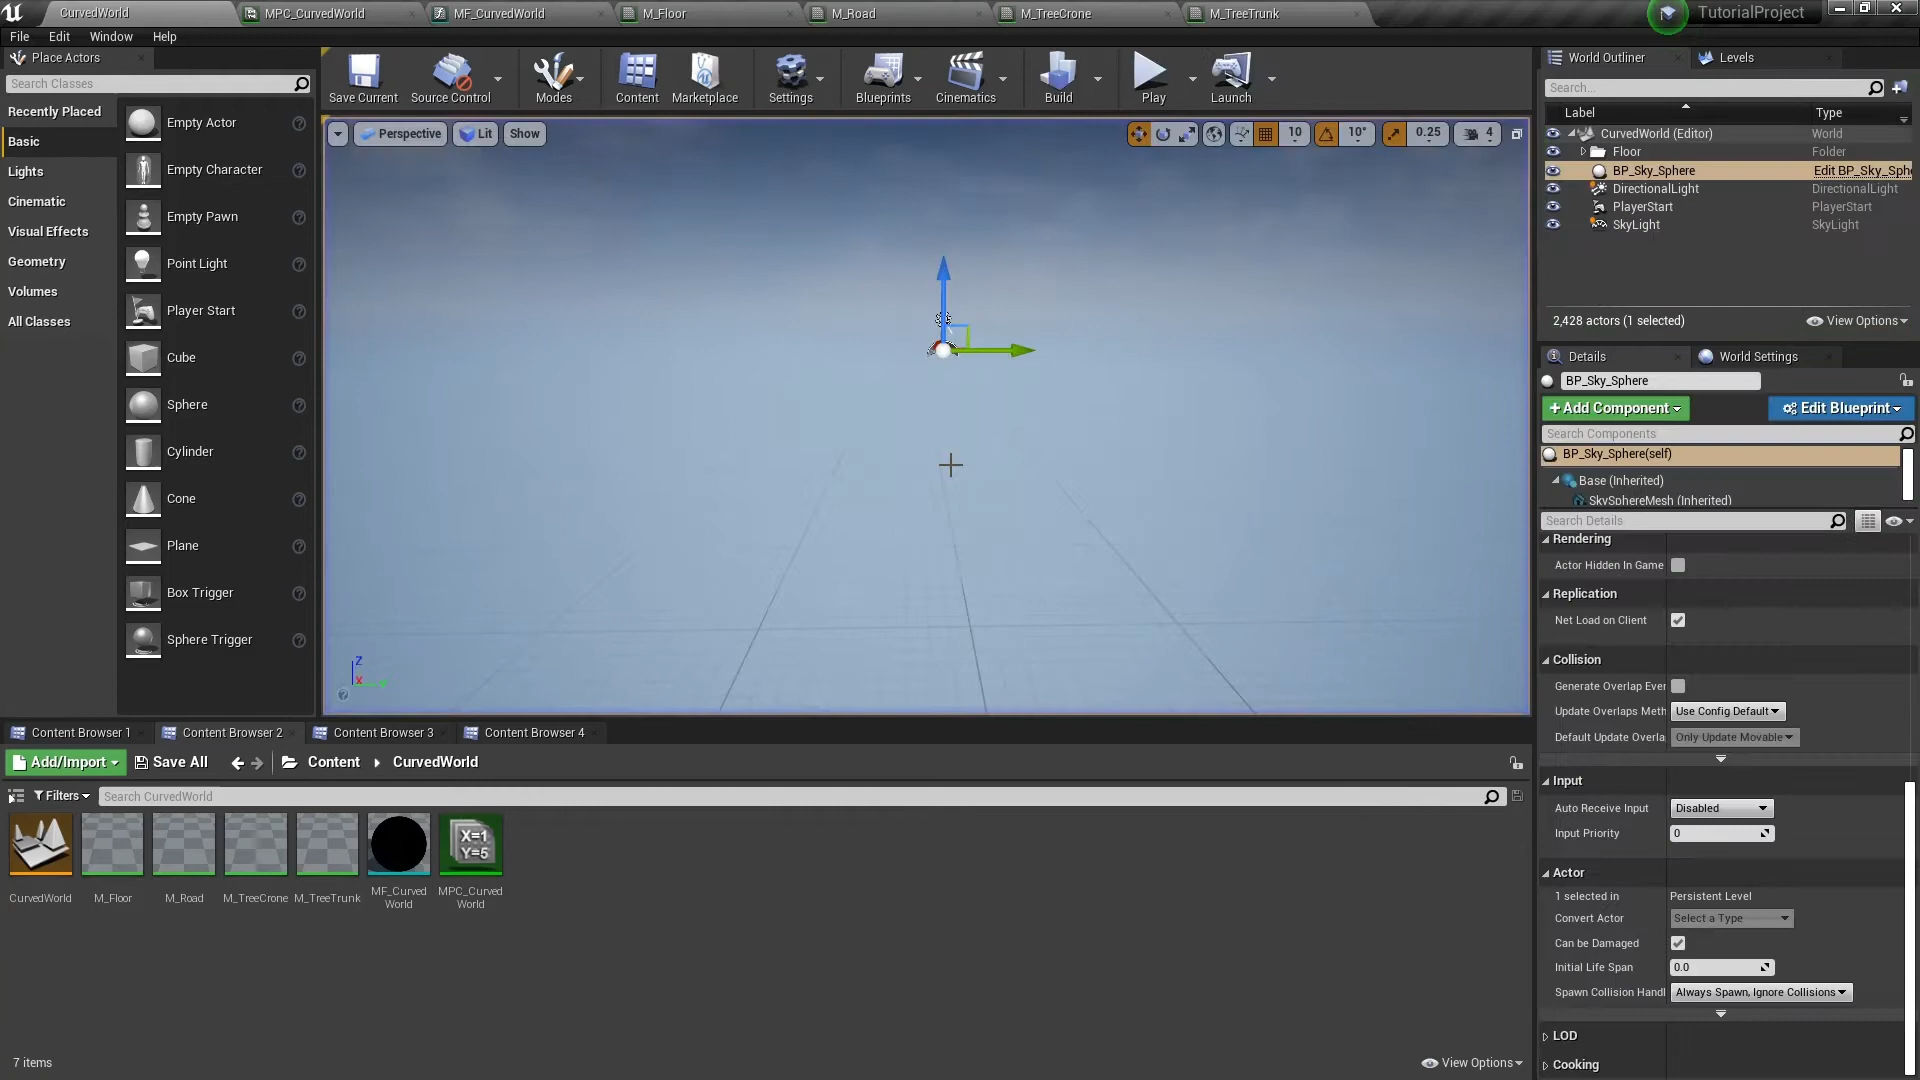 CurvedWorld
MPC_CurvedWorld
MF_CurvedWorld
M_Floor
M_Road
M_TreeCrone
M_TreeTrunk
TutorialProject
File Edit Window Help
Place Actors
Search Classes
Recently Placed
Basic
Lights
Cinematic
Visual Effects
Geometry
Volumes
All Classes
Empty Actor
Empty Character
Empty Pawn
Point Light
Player Start
Cube
Sphere
Cylinder
Cone
Plane
Box Trigger
Sphere Trigger
Save Current
Source Control
Modes
Content
Marketplace
Settings
Blueprints
Cinematics
Build
Play
Launch
Perspective
Lit
Show
10
10°
0.25
4
Z
X
World Outliner
Levels
Search...
Label Type
CurvedWorld (Editor) World
Floor Folder
BP_Sky_Sphere Edit BP_Sky_Sph
DirectionalLight DirectionalLight
PlayerStart PlayerStart
SkyLight SkyLight
2,428 actors (1 selected) View Options
Details
World Settings
BP_Sky_Sphere
+Add Component
Edit Blueprint
Search Components
BP_Sky_Sphere(self)
Base (Inherited)
SkySphereMesh (Inherited)
Search Details
Rendering
Actor Hidden In Game
Replication
Net Load on Client
Collision
Generate Overlap Ever
Update Overlaps Meth Use Config Default
Default Update Overla Only Update Movable
Input
Auto Receive Input Disabled
Input Priority 0
Actor
1 selected in Persistent Level
Convert Actor Select a Type
Can be Damaged
Initial Life Span 0.0
Spawn Collision Handl Always Spawn, Ignore Collisions
LOD
Cooking
Content Browser 1
Content Browser 2
Content Browser 3
Content Browser 4
Add/Import Save All Content CurvedWorld
Filters Search CurvedWorld
X=1
Y=5
CurvedWorld
M_Floor
M_Road
M_TreeCrone
M_TreeTrunk
MF_Curved
World
MPC_Curved
World
7 items
View Options